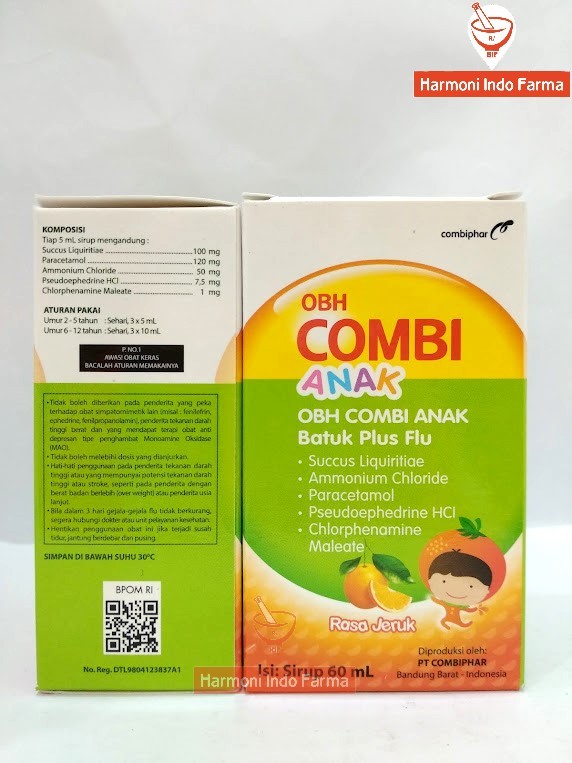 R/
BIF
Harmoni Indo Farma
KOMPOSISI
Tiap 5 mL sirup mengandung :
Succus Liquiritiae ........ 100 mg
Paracetamol ........ 120 mg
Ammonium Chloride ........ 50 mg
Pseudoephedrine HCl ........ 7,5 mg
Chlorphenamine Maleate ........ 1 mg
ATURAN PAKAI
Umur 2 - 5 tahun : Sehari, 3 x 5 mL
Umur 6 - 12 tahun : Sehari, 3 x 10 mL
P. NO.1
AWAS! OBAT KERAS
BACALAH ATURAN MEMAKAINYA
•Tidak boleh diberikan pada penderita yang peka
terhadap obat simpatomimetik lain (misal : fenilefrin,
ephedrine, fenilpropanolamin), penderita tekanan darah
tinggi berat dan yang mendapat terapi obat anti
depresan tipe penghambat Monoamine Oksidase
(MAO).
•Tidak boleh melebihi dosis yang dianjurkan.
•Hati-hati penggunaan pada penderita tekanan darah
tinggi atau yang mempunyai potensi tekanan darah
tinggi atau stroke, seperti pada penderita dengan
berat badan berlebih (over weight) atau penderita usia
lanjut.
•Bila dalam 3 hari gejala-gejala flu tidak berkurang,
segera hubungi dokter atau unit pelayanan kesehatan.
•Hentikan penggunaan obat ini jika terjadi susah
tidur, jantung berdebar dan pusing.
SIMPAN DI BAWAH SUHU 30°C
BPOM RI
No. Reg. DTL9804123837A1
combiphar
OBH
COMBI
ANAK
OBH COMBI ANAK
Batuk Plus Flu
• Succus Liquiritiae
• Ammonium Chloride
• Paracetamol
• Pseudoephedrine HCl
• Chlorphenamine
Maleate
Rasa Jeruk
Isi: Sirup 60 mL
Diproduksi oleh:
PT COMBIPHAR
Bandung Barat - Indonesia
Harmoni Indo Farma